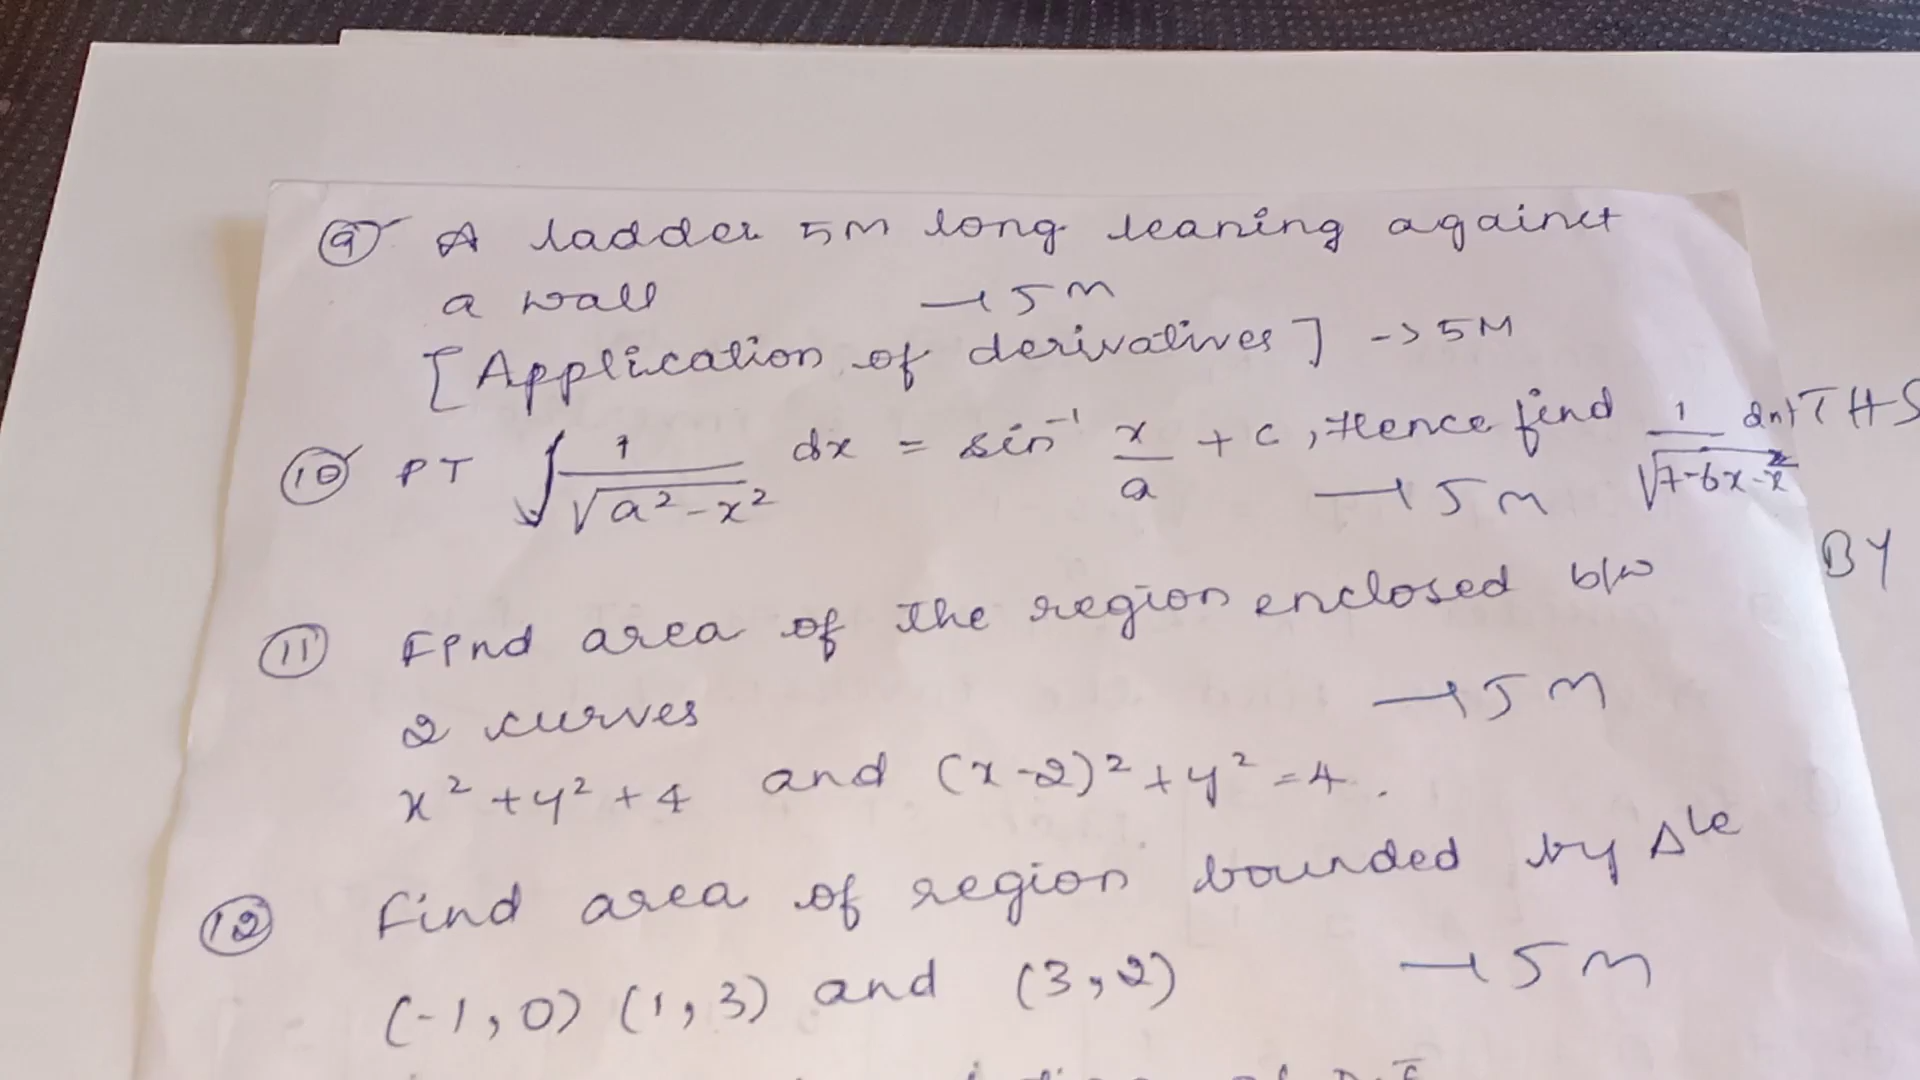 9 A ladder 5M long leaning against
a wall → 5M
[Application of derivatives] -> 5M
10 PT ∫ 1/√(a²-x²) dx = sin⁻¹ x/a + c, Hence find 1/√(7-6x-x²)
→ 5M
11 Find area of the region enclosed b/w
2 curves → 5M
x² + y² + 4 and (x-2)² + y² = 4.
12 find area of region bounded by Δle
(-1,0) (1,3) and (3,2) → 5M
BY